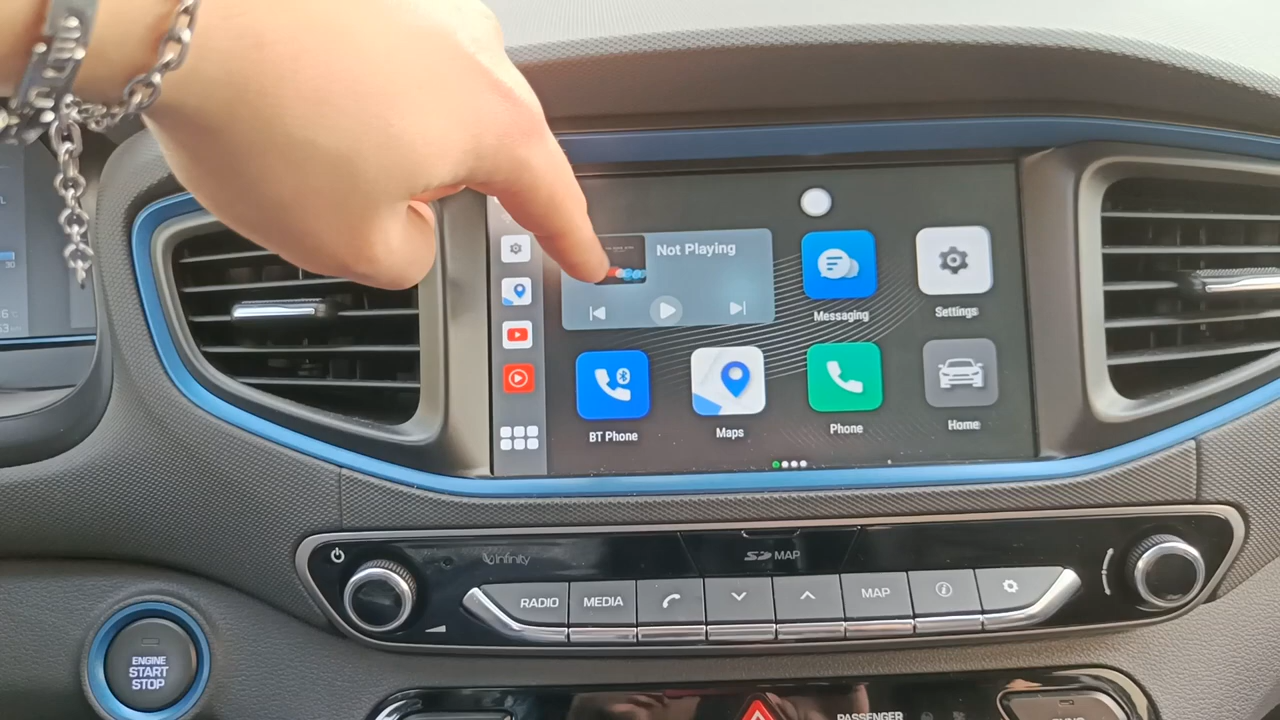 Not Playing
Messaging
Settings
BT Phone
Maps
Phone
Home
infinity
SD MAP
RADIO
MEDIA
MAP
ENGINE
START
STOP
PASSENGER
30